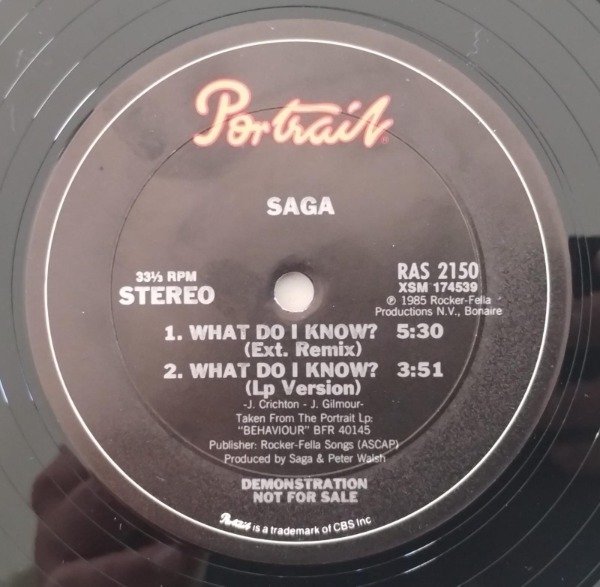 Portrait®
SAGA
33⅓ RPM
STEREO
RAS 2150
XSM 174539
℗ 1985 Rocker-Fella
Productions N.V., Bonaire
1. WHAT DO I KNOW? 5:30
(Ext. Remix)
2. WHAT DO I KNOW? 3:51
(Lp Version)
-J. Crichton - J. Gilmour-
Taken From The Portrait Lp:
"BEHAVIOUR" BFR 40145
Publisher: Rocker-Fella Songs (ASCAP)
Produced by Saga & Peter Walsh
DEMONSTRATION
NOT FOR SALE
Portrait is a trademark of CBS Inc